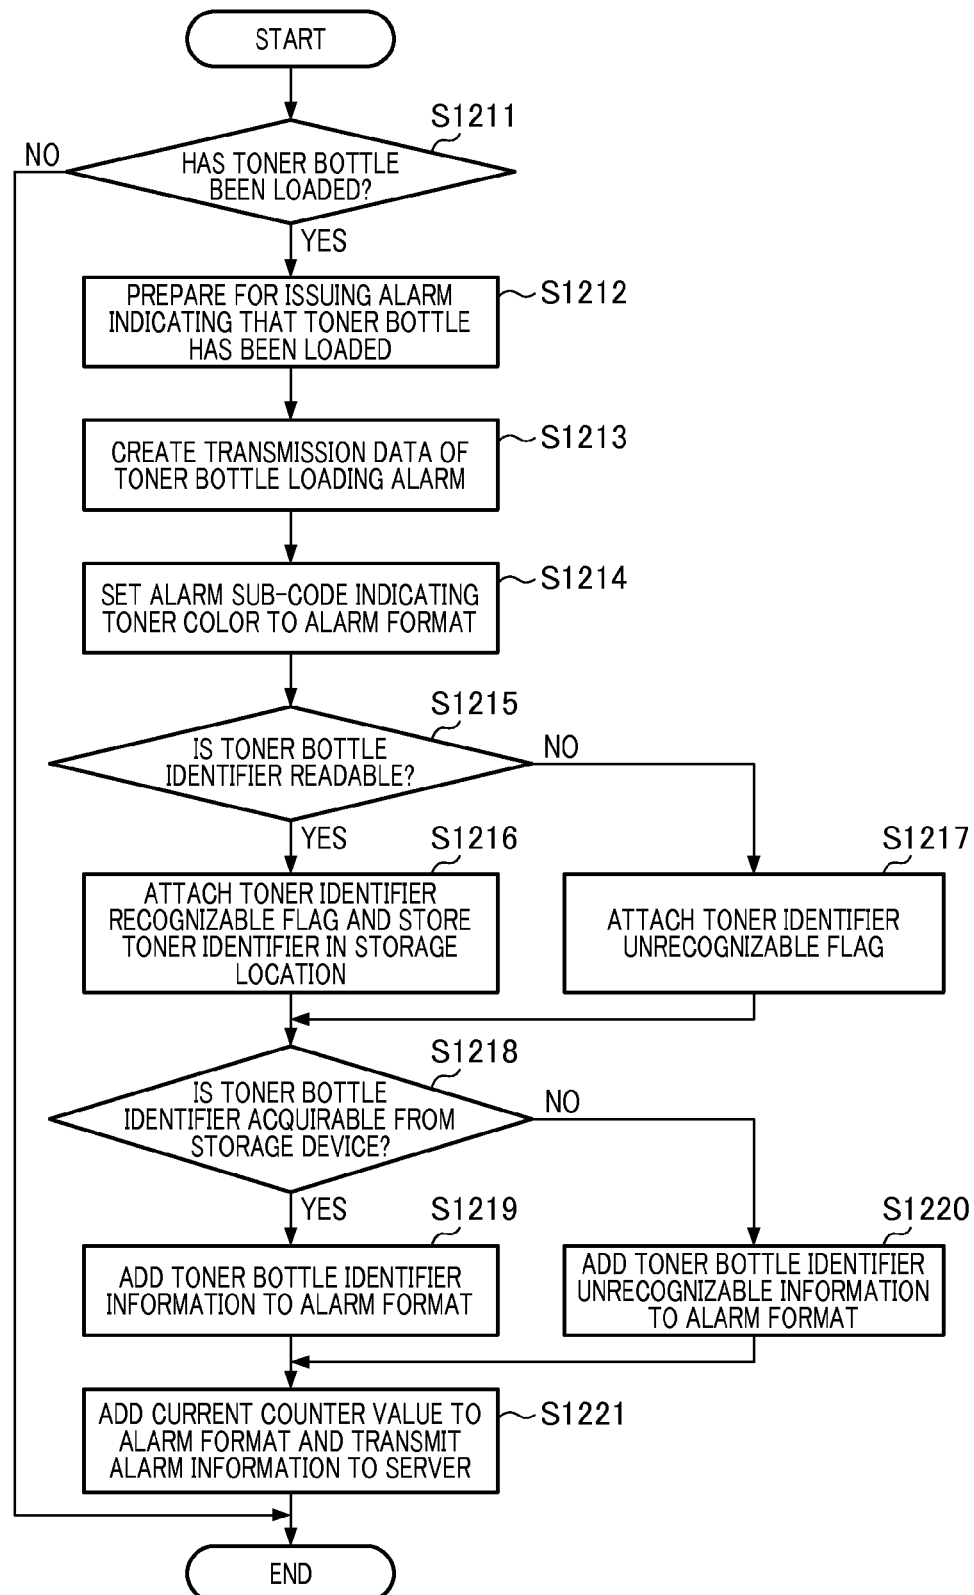 START
S1211
NO
HAS TONER BOTTLE
BEEN LOADED?
YES
S1212
PREPARE FOR ISSUING ALARM
INDICATING THAT TONER BOTTLE
HAS BEEN LOADED
S1213
CREATE TRANSMISSION DATA OF
TONER BOTTLE LOADING ALARM
S1214
SET ALARM SUB-CODE INDICATING
TONER COLOR TO ALARM FORMAT
S1215
IS TONER BOTTLE
IDENTIFIER READABLE?
NO
YES
S1216
ATTACH TONER IDENTIFIER
RECOGNIZABLE FLAG AND STORE
TONER IDENTIFIER IN STORAGE
LOCATION
S1217
ATTACH TONER IDENTIFIER
UNRECOGNIZABLE FLAG
S1218
IS TONER BOTTLE
IDENTIFIER ACQUIRABLE FROM
STORAGE DEVICE?
NO
YES
S1219
ADD TONER BOTTLE IDENTIFIER
INFORMATION TO ALARM FORMAT
S1220
ADD TONER BOTTLE IDENTIFIER
UNRECOGNIZABLE INFORMATION
TO ALARM FORMAT
S1221
ADD CURRENT COUNTER VALUE TO
ALARM FORMAT AND TRANSMIT
ALARM INFORMATION TO SERVER
END